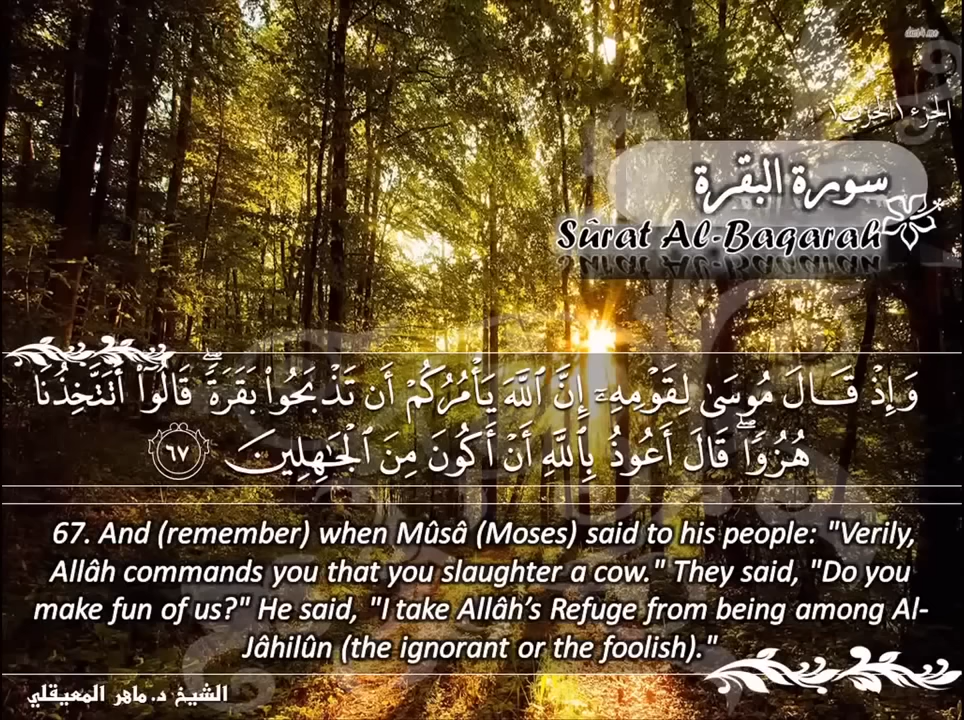 الجزء ١ الحزب ١
سورة البقرة
Sûrat Al-Baqarah
وَإِذْ قَالَ مُوسَىٰ لِقَوْمِهِۦٓ إِنَّ ٱللَّهَ يَأْمُرُكُمْ أَن تَذْبَحُوا۟ بَقَرَةً ۖ قَالُوٓا۟ أَتَتَّخِذُنَا
هُزُوًا ۖ قَالَ أَعُوذُ بِٱللَّهِ أَنْ أَكُونَ مِنَ ٱلْجَٰهِلِينَ ٦٧
67. And (remember) when Mûsâ (Moses) said to his people: "Verily,
Allâh commands you that you slaughter a cow." They said, "Do you
make fun of us?" He said, "I take Allâh’s Refuge from being among Al-
Jâhilûn (the ignorant or the foolish)."
الشيخ د. ماهر المعيقلي